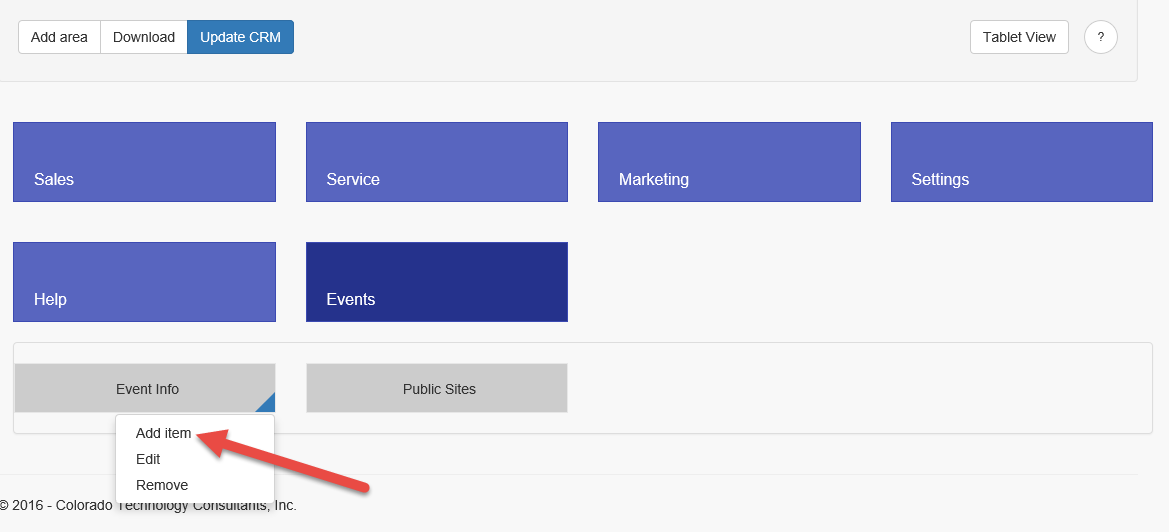 Add area Download Update CRM Tablet View ?
Sales Service Marketing Settings
Help Events
Event Info Public Sites
Add item
Edit
Remove
© 2016 - Colorado Technology Consultants, Inc.